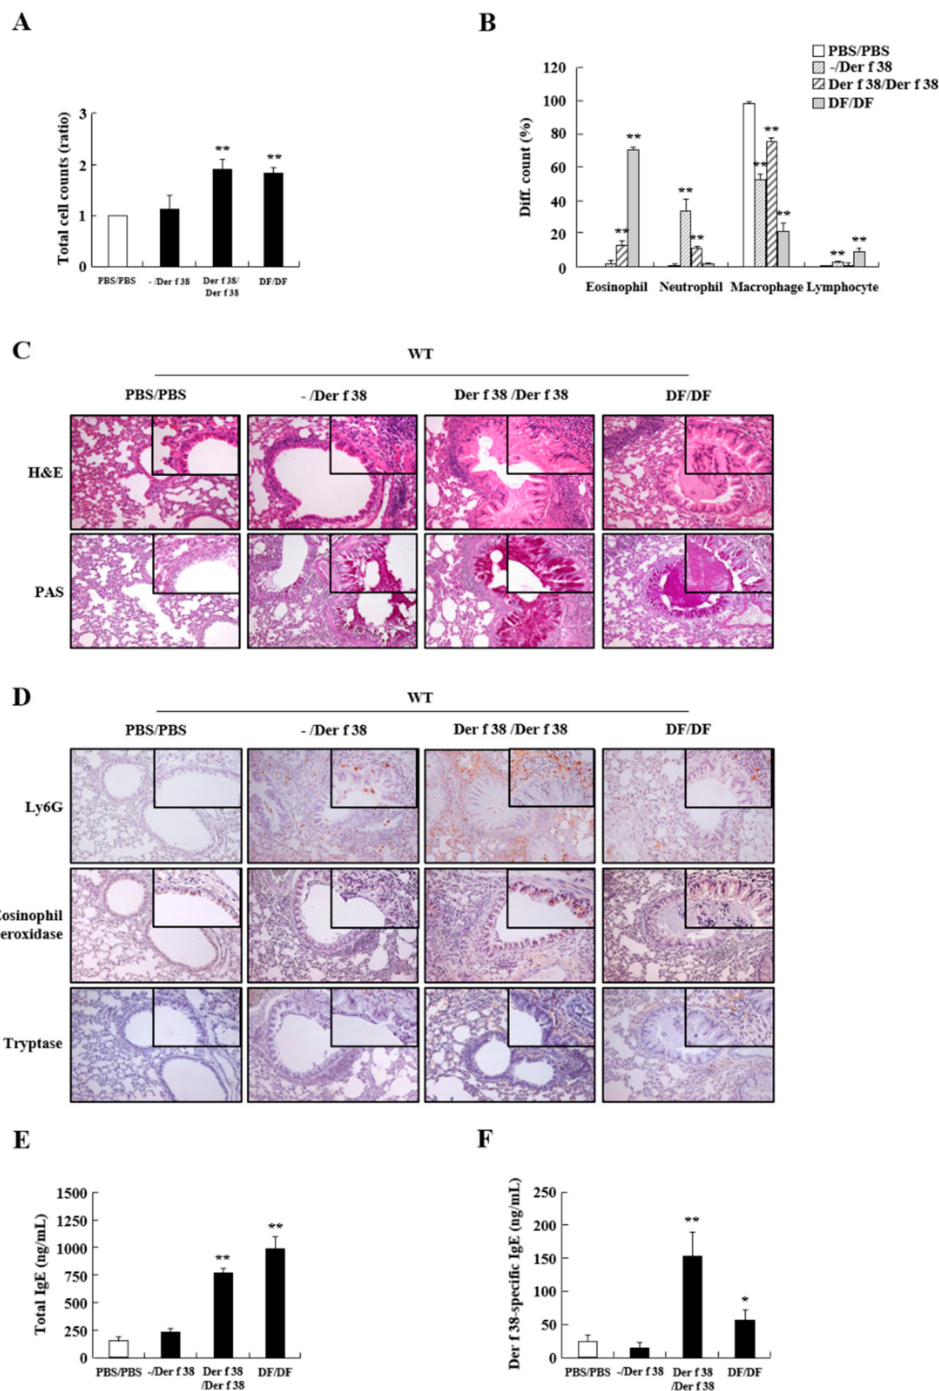 A
Total cell counts (ratio)
3
2
1
0
**
**
PBS/PBS
- /Der f 38
Der f 38/
Der f 38
DF/DF
B
PBS/PBS
-/Der f 38
Der f 38/Der f 38
DF/DF
Diff. count (%)
120
100
80
60
40
20
0
**
**
**
**
**
**
**
**
**
Eosinophil
Neutrophil
Macrophage
Lymphocyte
C
WT
PBS/PBS
- /Der f 38
Der f 38 /Der f 38
DF/DF
H&E
PAS
D
WT
PBS/PBS
- /Der f 38
Der f 38 /Der f 38
DF/DF
Ly6G
osinophil
eroxidase
Tryptase
E
Total IgE (ng/mL)
1500
1250
1000
750
500
250
0
**
**
PBS/PBS
-/Der f 38
Der f 38
/Der f 38
DF/DF
F
Der f 38-specific IgE (ng/mL)
250
200
150
100
50
0
**
*
PBS/PBS
-/Der f 38
Der f 38
/Der f 38
DF/DF